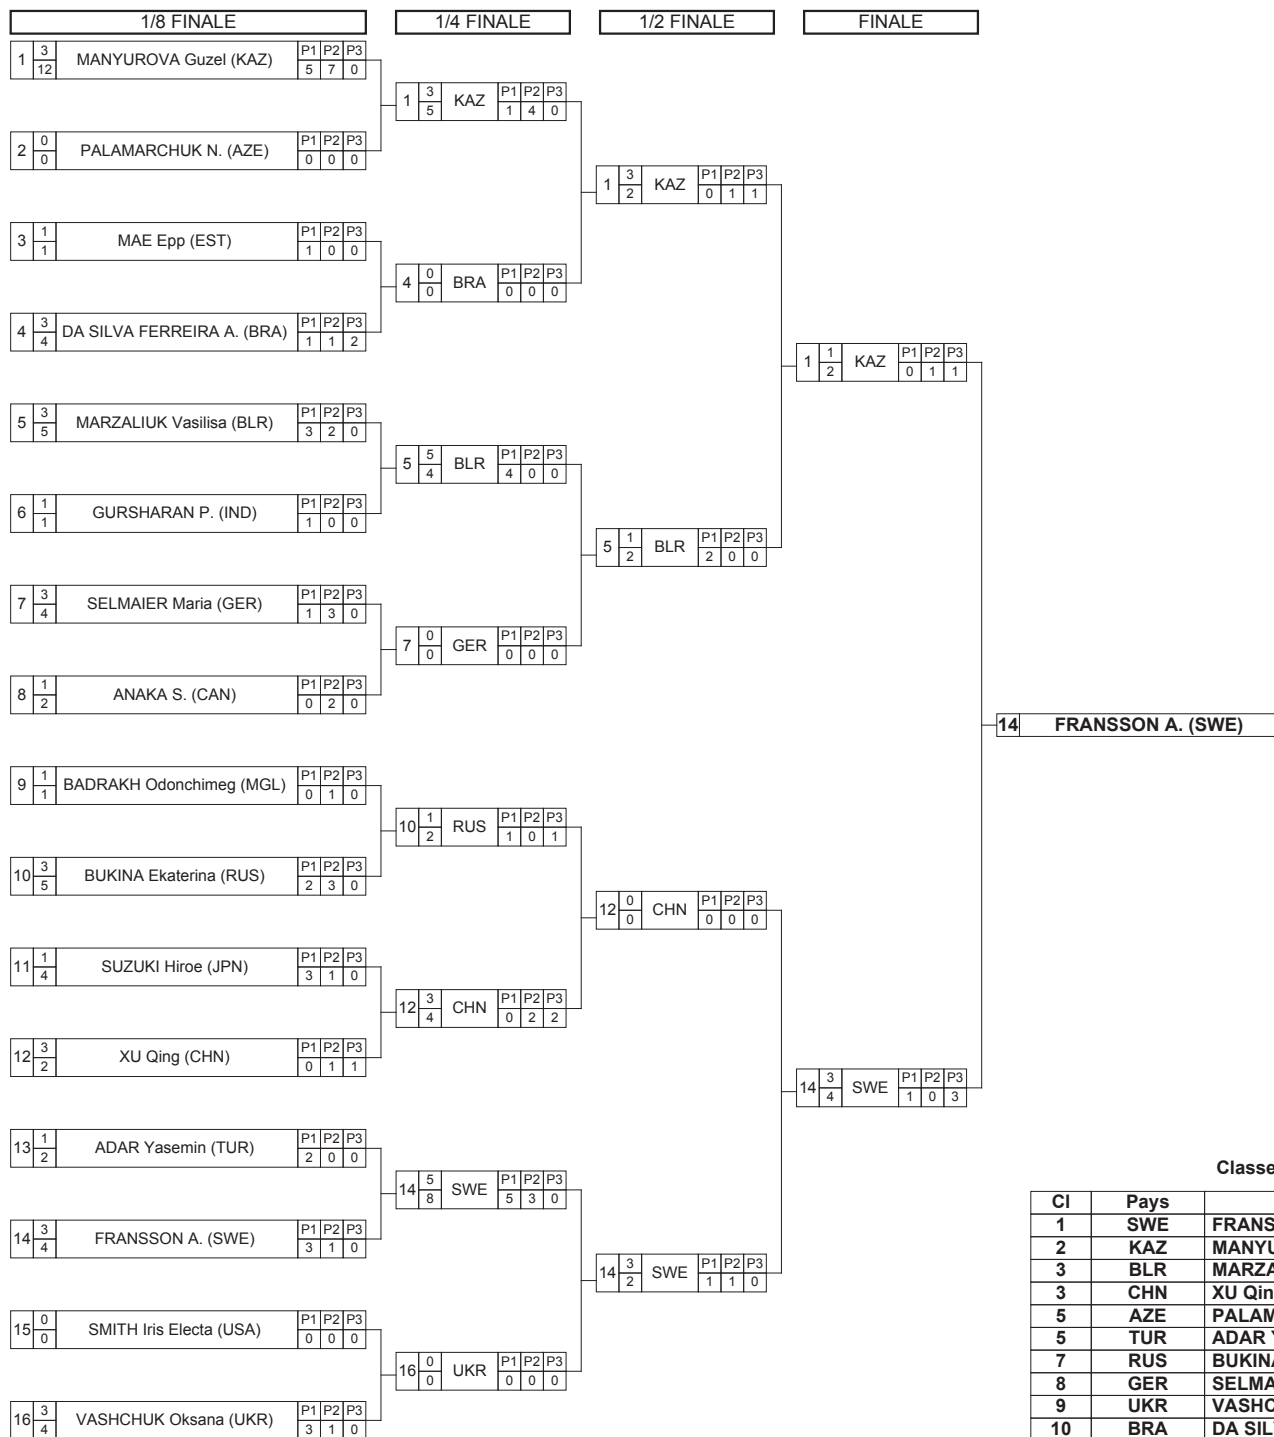 1/8 FINALE 1/4 FINALE 1/2 FINALE FINALE
1 3 12 MANYUROVA Guzel (KAZ) P1 P2 P3 5 7 0
1 3 5 KAZ P1 P2 P3 1 4 0
2 0 0 PALAMARCHUK N. (AZE) P1 P2 P3 0 0 0
1 3 2 KAZ P1 P2 P3 0 1 1
3 1 1 MAE Epp (EST) P1 P2 P3 1 0 0
4 0 0 BRA P1 P2 P3 0 0 0
4 3 4 DA SILVA FERREIRA A. (BRA) P1 P2 P3 1 1 2
1 1 2 KAZ P1 P2 P3 0 1 1
5 3 5 MARZALIUK Vasilisa (BLR) P1 P2 P3 3 2 0
5 5 4 BLR P1 P2 P3 4 0 0
6 1 1 GURSHARAN P. (IND) P1 P2 P3 1 0 0
5 1 2 BLR P1 P2 P3 2 0 0
7 3 4 SELMAIER Maria (GER) P1 P2 P3 1 3 0
7 0 0 GER P1 P2 P3 0 0 0
8 1 2 ANAKA S. (CAN) P1 P2 P3 0 2 0
14 FRANSSON A. (SWE)
9 1 1 BADRAKH Odonchimeg (MGL) P1 P2 P3 0 1 0
10 1 2 RUS P1 P2 P3 1 0 1
10 3 5 BUKINA Ekaterina (RUS) P1 P2 P3 2 3 0
12 0 0 CHN P1 P2 P3 0 0 0
11 1 4 SUZUKI Hiroe (JPN) P1 P2 P3 3 1 0
12 3 4 CHN P1 P2 P3 0 2 2
12 3 2 XU Qing (CHN) P1 P2 P3 0 1 1
14 3 4 SWE P1 P2 P3 1 0 3
13 1 2 ADAR Yasemin (TUR) P1 P2 P3 2 0 0
14 5 8 SWE P1 P2 P3 5 3 0
14 3 4 FRANSSON A. (SWE) P1 P2 P3 3 1 0
14 3 2 SWE P1 P2 P3 1 1 0
15 0 0 SMITH Iris Electa (USA) P1 P2 P3 0 0 0
16 0 0 UKR P1 P2 P3 0 0 0
16 3 4 VASHCHUK Oksana (UKR) P1 P2 P3 3 1 0
Classe
Cl Pays
1 SWE FRANS
2 KAZ MANYU
3 BLR MARZA
3 CHN XU Qin
5 AZE PALAM
5 TUR ADAR Y
7 RUS BUKINA
8 GER SELMA
9 UKR VASHC
10 BRA DA SIL